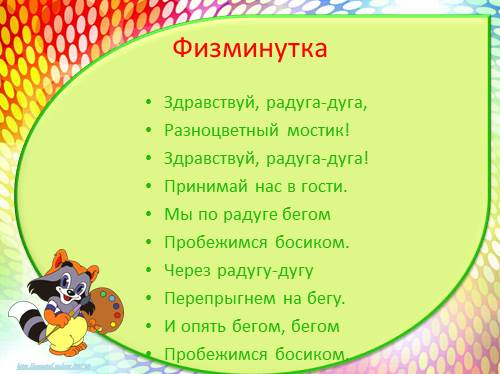 Физминутка
• Здравствуй, радуга-дуга,
• Разноцветный мостик!
• Здравствуй, радуга-дуга!
• Принимай нас в гости.
• Мы по радуге бегом
• Пробежимся босиком.
• Через радугу-дугу
• Перепрыгнем на бегу.
• И опять бегом, бегом
• Пробежимся босиком.